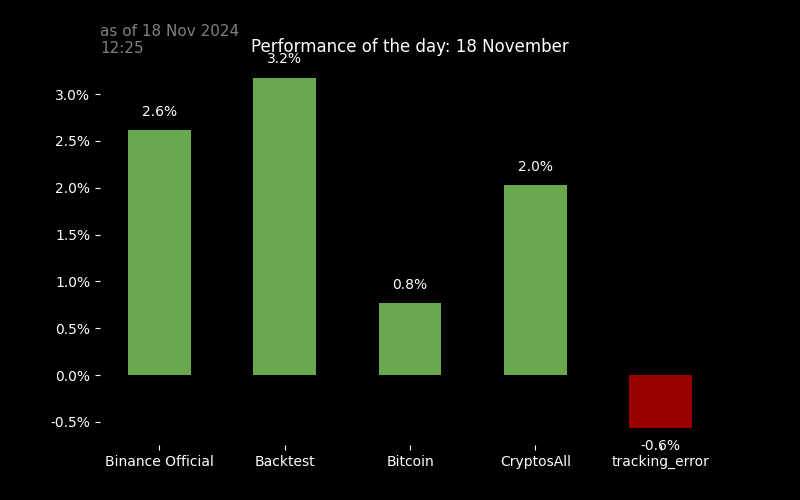 as of 18 Nov 2024
12:25
Performance of the day: 18 November
3.2%
3.0%
2.6%
2.5%
2.0%
2.0%
1.5%
1.0%
0.8%
0.5%
0.0%
-0.5%
-0.6%
Binance Official
Backtest
Bitcoin
CryptosAll
tracking_error